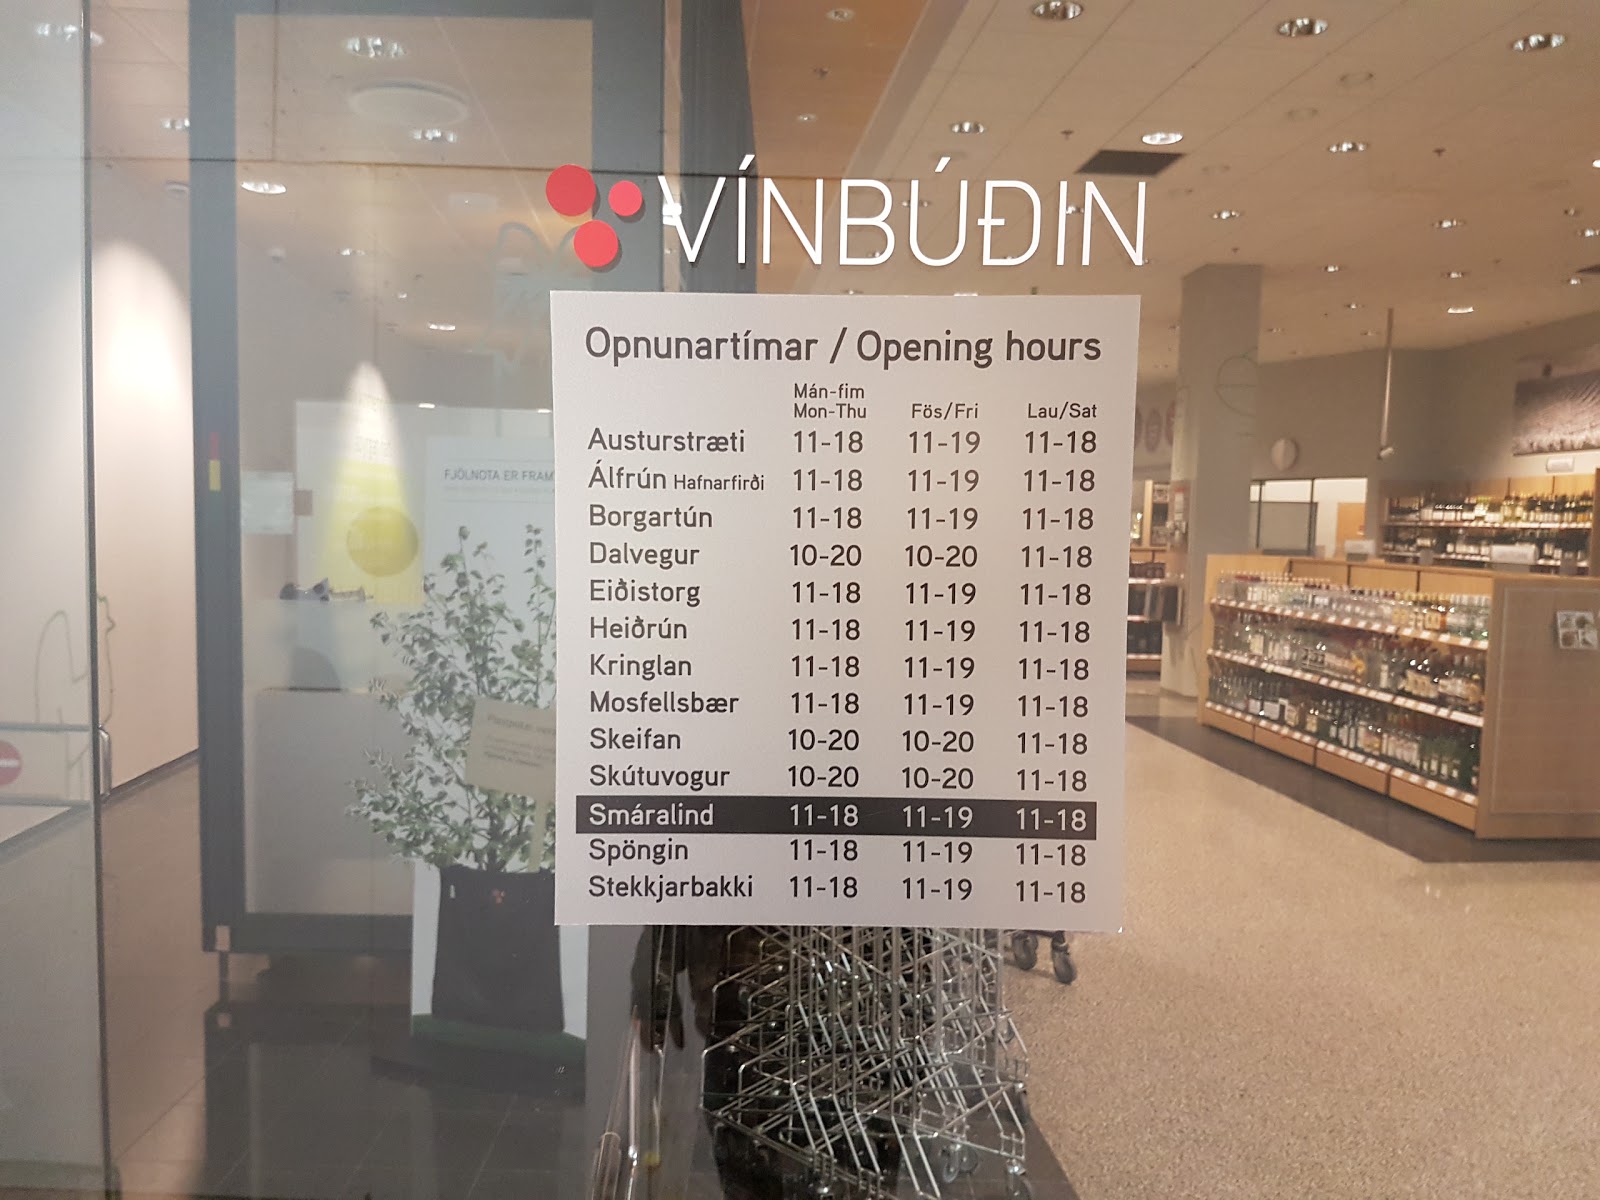 VÍNBÚÐIN
Opnunartímar / Opening hours
Mán-fim
Mon-Thu Fös/Fri Lau/Sat
Austurstræti 11-18 11-19 11-18
Álfrún Hafnarfirði 11-18 11-19 11-18
Borgartún 11-18 11-19 11-18
Dalvegur 10-20 10-20 11-18
Eiðistorg 11-18 11-19 11-18
Heiðrún 11-18 11-19 11-18
Kringlan 11-18 11-19 11-18
Mosfellsbær 11-18 11-19 11-18
Skeifan 10-20 10-20 11-18
Skútuvogur 10-20 10-20 11-18
Smáralind 11-18 11-19 11-18
Spöngin 11-18 11-19 11-18
Stekkjarbakki 11-18 11-19 11-18
FJÖLNOTA ER FRAM